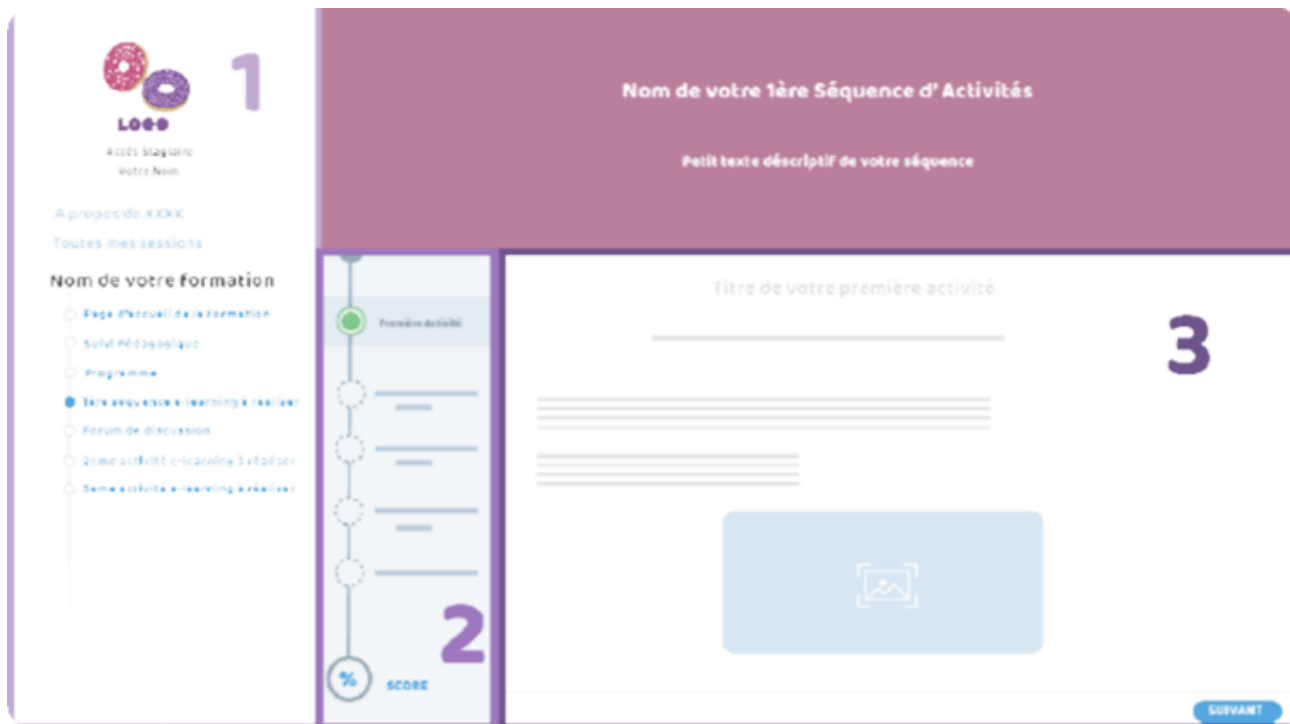 1
LOGO
Accès Stagiaire
Votre Nom
A propos de XXXX
Toutes mes sessions
Nom de votre formation
Page d'accueil de la formation
Suivi Pédagogique
Programme
1ère séquence e-learning à réaliser
Forum de discussion
2eme activité e-learning à réaliser
3eme activité e-learning à réaliser
Nom de votre 1ère Séquence d' Activités
Petit texte déscriptif de votre séquence
Première Activité
2
%
SCORE
Titre de votre première activité
3
SUIVANT